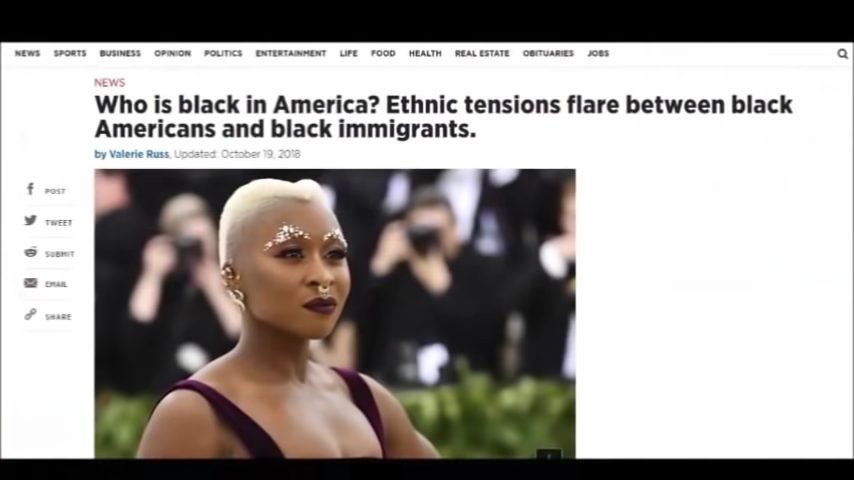 NEWS SPORTS BUSINESS OPINION POLITICS ENTERTAINMENT LIFE FOOD HEALTH REAL ESTATE OBITUARIES JOBS
NEWS
Who is black in America? Ethnic tensions flare between black
Americans and black immigrants.
by Valerie Russ, Updated: October 19, 2018
POST
TWEET
SUBMIT
EMAIL
SHARE